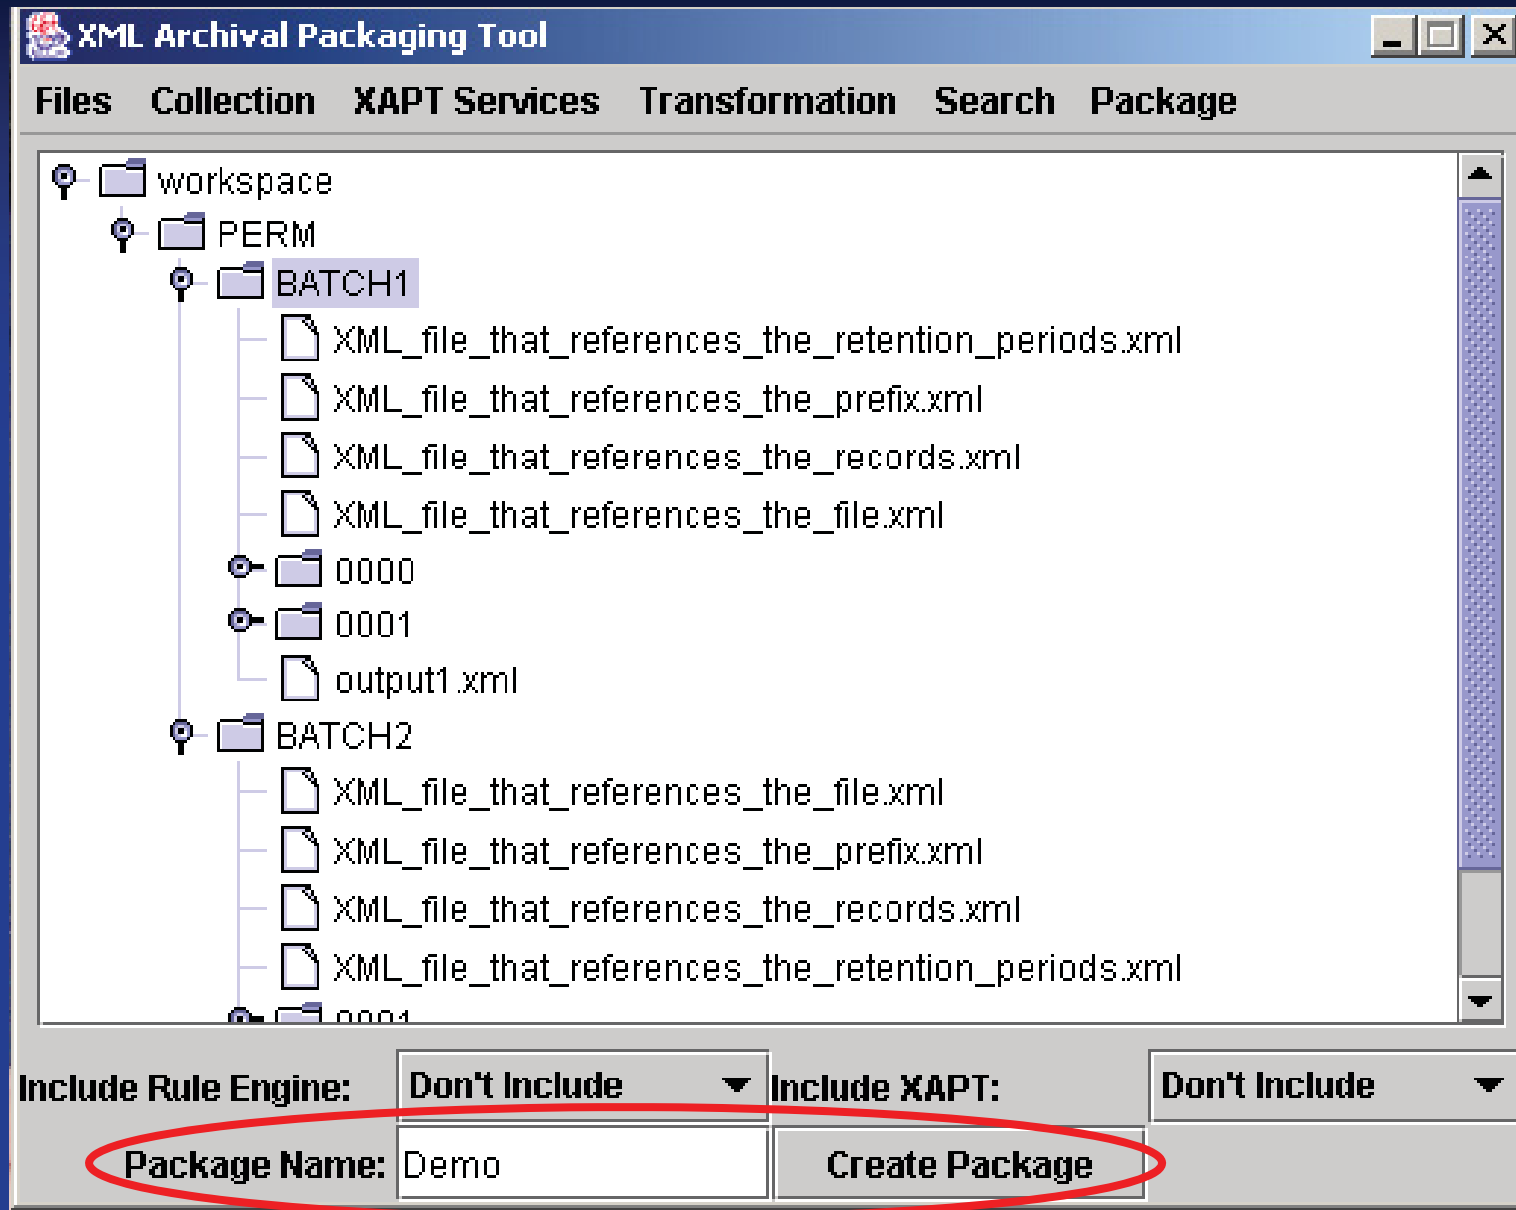 XML Archival Packaging Tool
Files Collection XAPT Services Transformation Search Package
workspace
PERM
BATCH1
XML_file_that_references_the_retention_periods.xml
XML_file_that_references_the_prefix.xml
XML_file_that_references_the_records.xml
XML_file_that_references_the_file.xml
0000
0001
output1.xml
BATCH2
XML_file_that_references_the_file.xml
XML_file_that_references_the_prefix.xml
XML_file_that_references_the_records.xml
XML_file_that_references_the_retention_periods.xml
0001
Include Rule Engine: Don't Include Include XAPT: Don't Include
Package Name: Demo Create Package